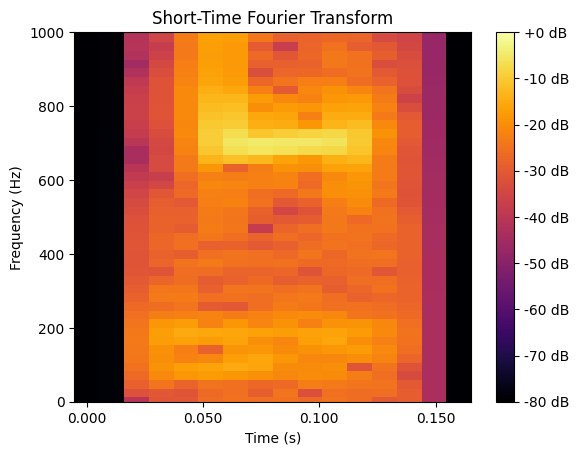 Short-Time Fourier Transform
1000
800
600
400
200
0
Frequency (Hz)
0.000
0.050
0.100
0.150
Time (s)
+0 dB
-10 dB
-20 dB
-30 dB
-40 dB
-50 dB
-60 dB
-70 dB
-80 dB